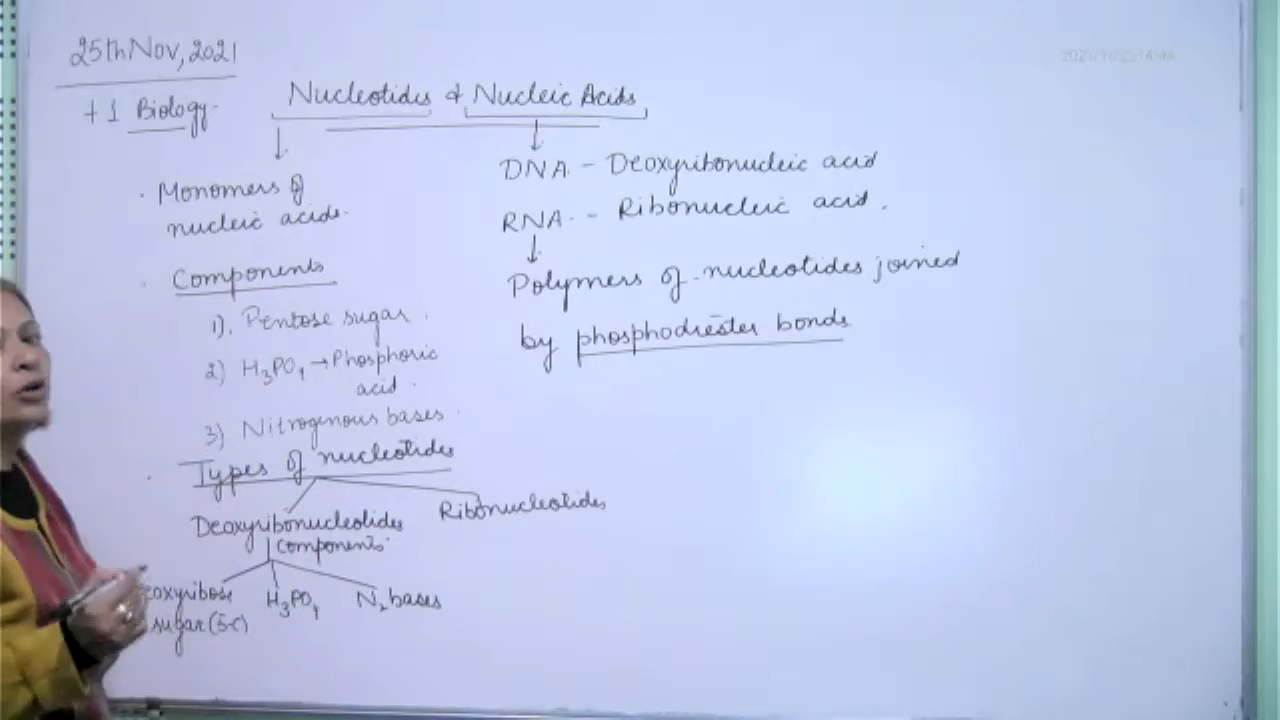 25th Nov, 2021
+1 Biology.
Nucleotides & Nucleic Acids
. Monomers of
nucleic acids.
. Components
1). Pentose sugar.
2) H3PO4 → Phosphoric
acid.
3) Nitrogenous bases.
. Types of nucleotides
Deoxyribonucleotides
Ribonucleotides
Components
oxyribose
sugar (5-C)
H3PO4
N2 bases
DNA - Deoxyribonucleic acid
RNA - Ribonucleic acid.
↓
Polymers of nucleotides joined
by phosphodiester bonds